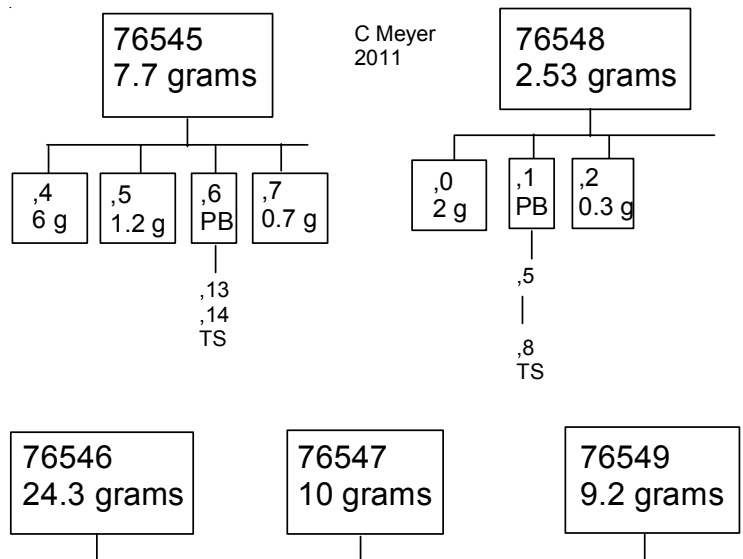 76545
7.7 grams
C Meyer
2011
76548
2.53 grams
,4
6 g
,5
1.2 g
,6
PB
,7
0.7 g
,0
2 g
,1
PB
,2
0.3 g
,13
,14
TS
,5
,8
TS
76546
24.3 grams
76547
10 grams
76549
9.2 grams